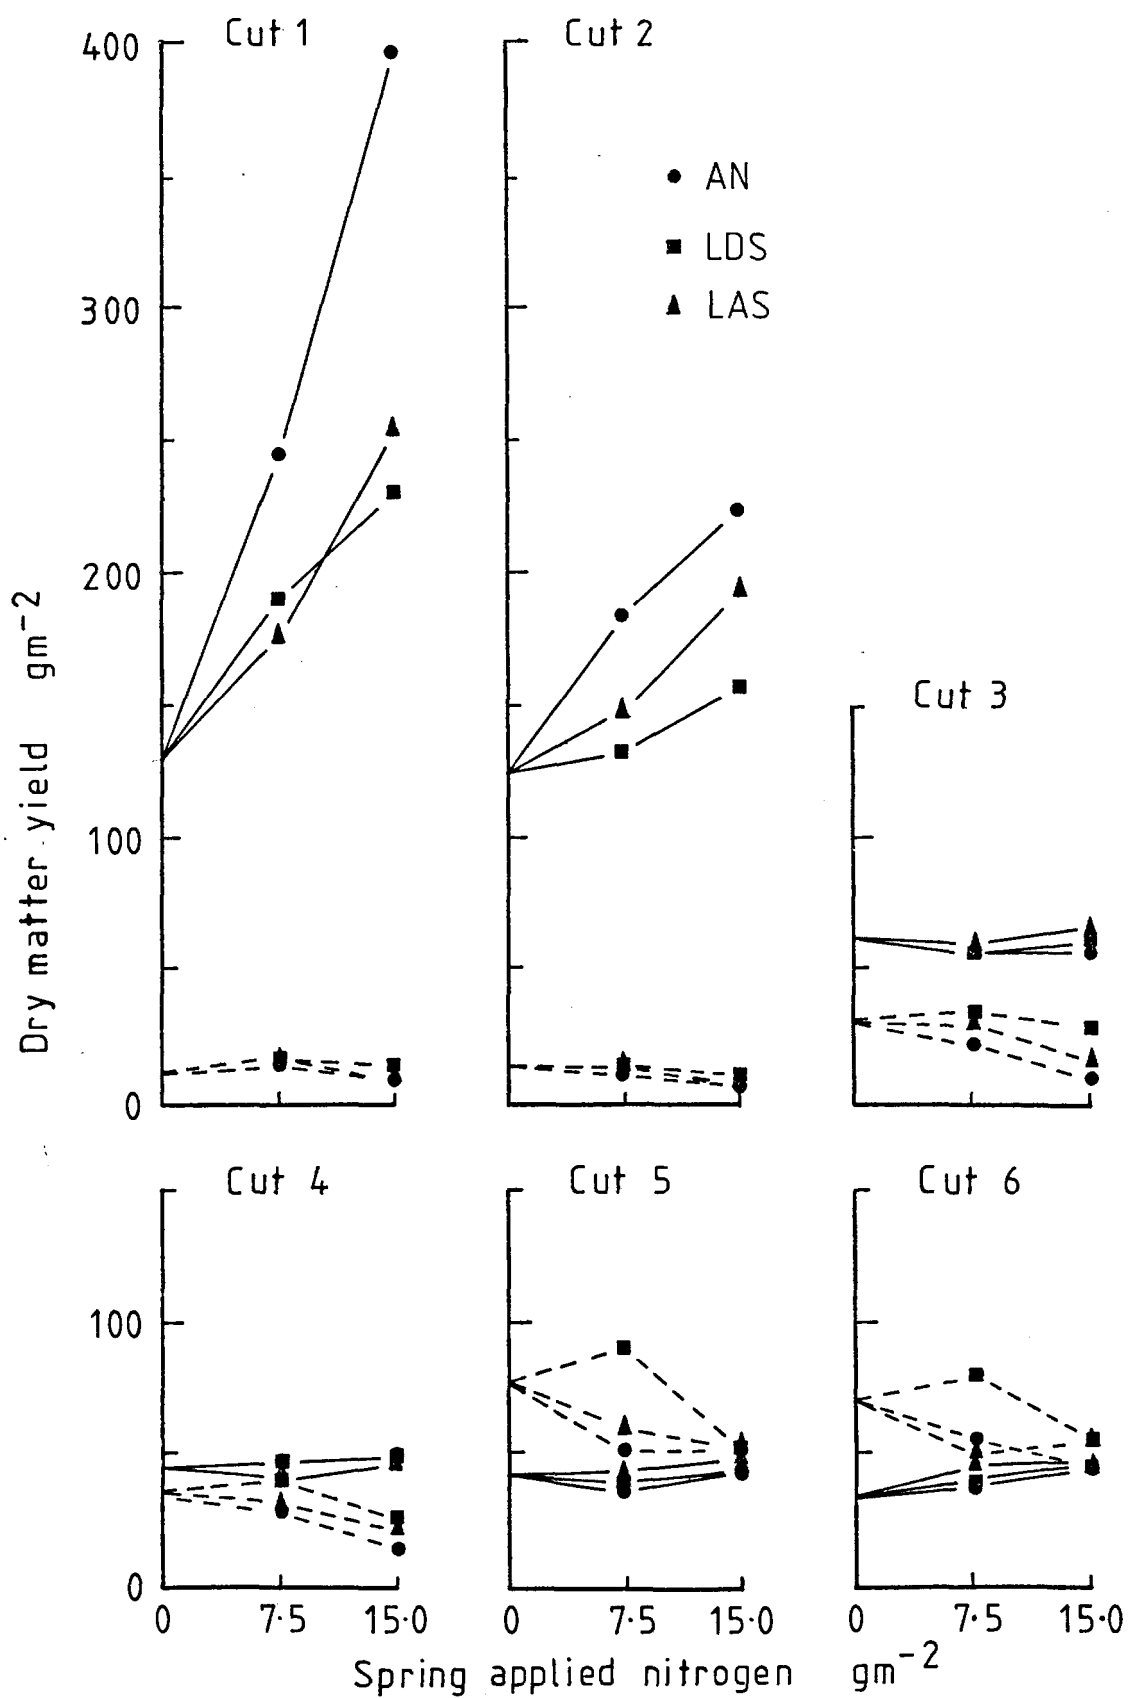 Cut 1
Cut 2
400
AN
LDS
LAS
300
200
100
0
Cut 3
Dry matter yield gm⁻²
Cut 4
Cut 5
Cut 6
100
0
0 7·5 15·0
0 7·5 15·0
0 7·5 15·0
Spring applied nitrogen gm⁻²